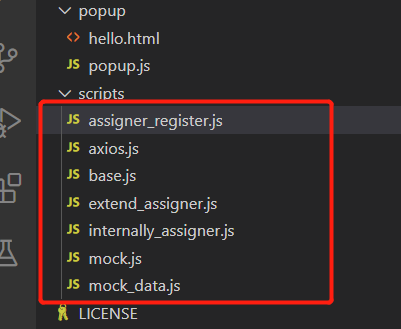 popup
<> hello.html
JS popup.js
scripts
JS assigner_register.js
JS axios.js
JS base.js
JS extend_assigner.js
JS internally_assigner.js
JS mock.js
JS mock_data.js
LICENSE